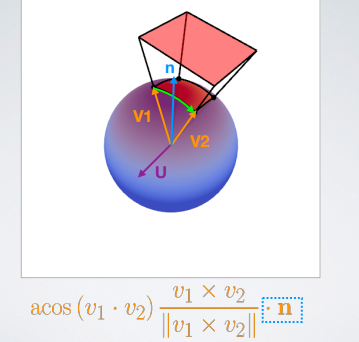 n
V1
V2
U
acos (v₁ · v₂) v₁ × v₂ / ‖v₁ × v₂‖ · n